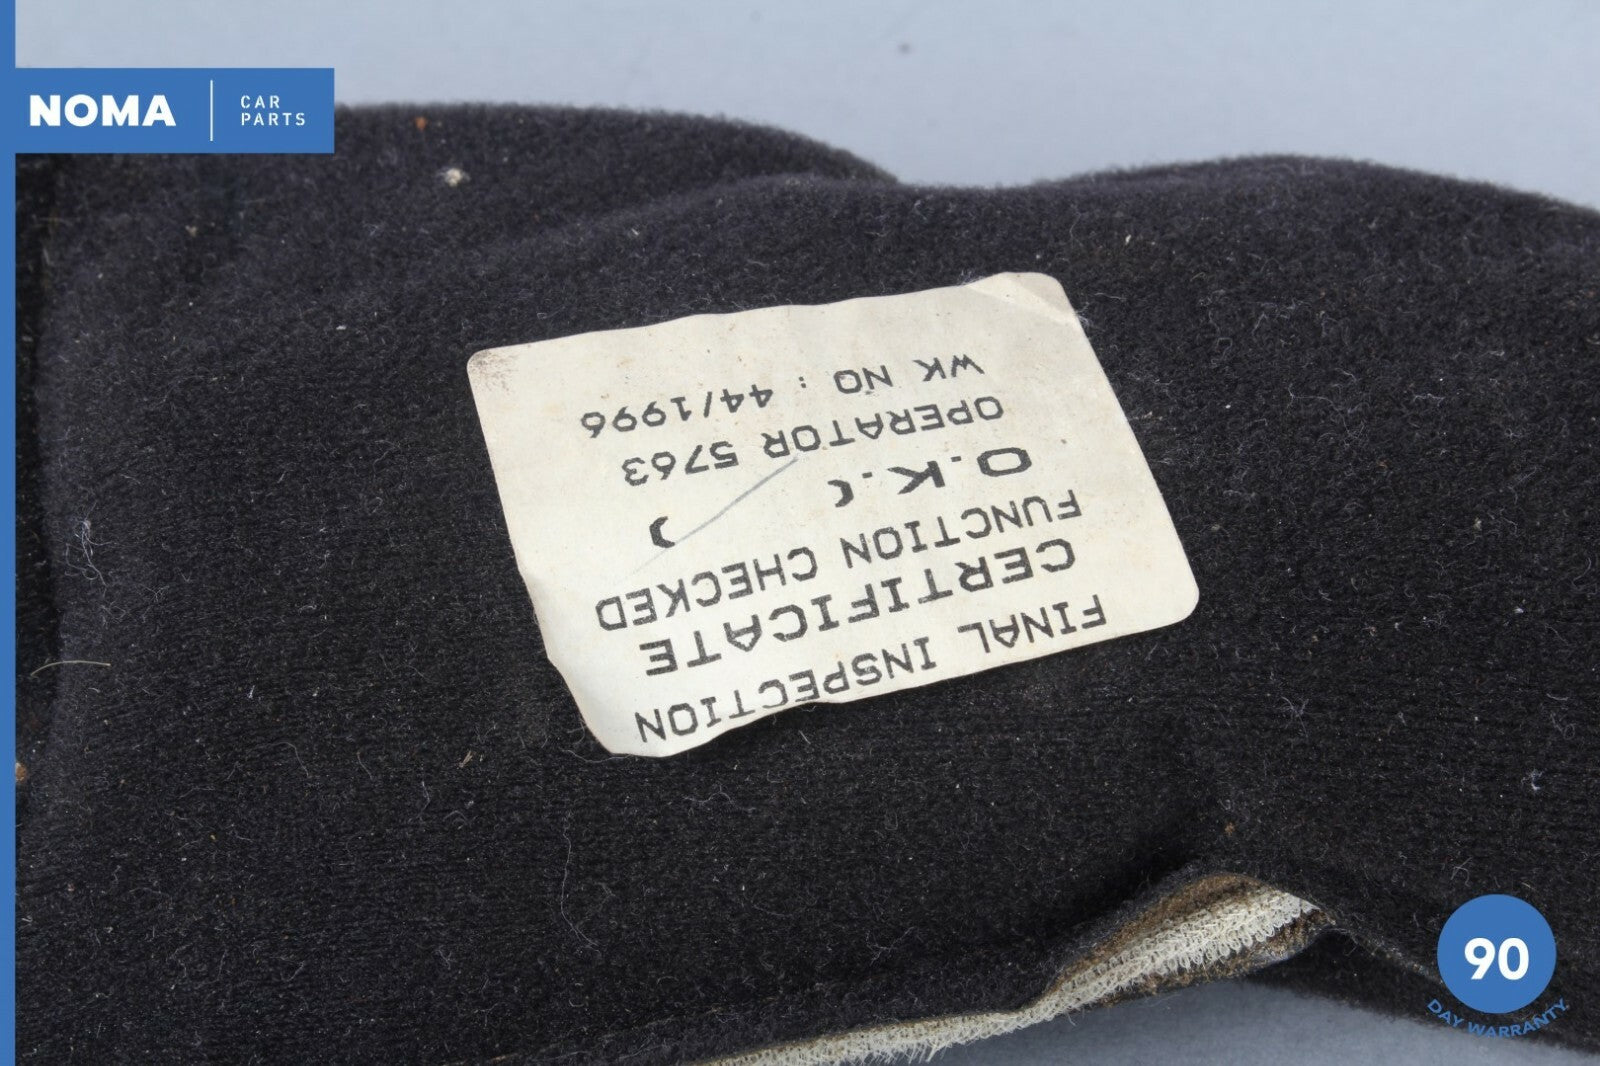 NOMA
CAR
PARTS
FINAL INSPECTION
CERTIFICATE
FUNCTION CHECKED
O.K. ( )
OPERATOR 5763
WK NO : 44/1996
90
DAY WARRANTY